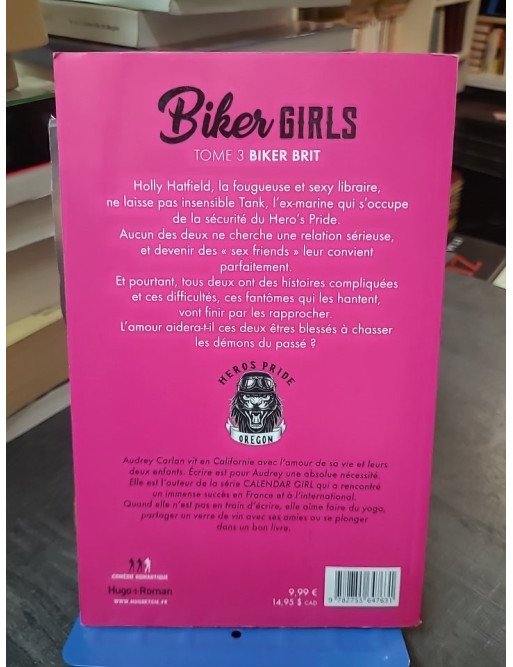 Biker GIRLS
TOME 3 BIKER BRIT
Holly Hatfield, la fougueuse et sexy libraire,
ne laisse pas insensible Tank, l'ex-marine qui s'occupe
de la sécurité du Hero's Pride.
Aucun des deux ne cherche une relation sérieuse,
et devenir des « sex friends » leur convient
parfaitement.
Et pourtant, tous deux ont des histoires compliquées
et ces difficultés, ces fantômes qui les hantent,
vont finir par les rapprocher.
L'amour aidera-t-il ces deux êtres blessés à chasser
les démons du passé ?
HEROS PRIDE
OREGON
Audrey Carlan vit en Californie avec l'amour de sa vie et leurs
deux enfants. Écrire est pour Audrey une absolue nécessité.
Elle est l'auteur de la série CALENDAR GIRL qui a rencontré
un immense succès en France et à l'international.
Quand elle n'est pas en train d'écrire, elle aime faire du yoga,
partager un verre de vin avec ses amies ou se plonger
dans un bon livre.
COMÉDIE ROMANTIQUE
Hugo Roman
WWW.HUGOETCIE.FR
9,99 €
14,95 $ CAD
9 782755 647631